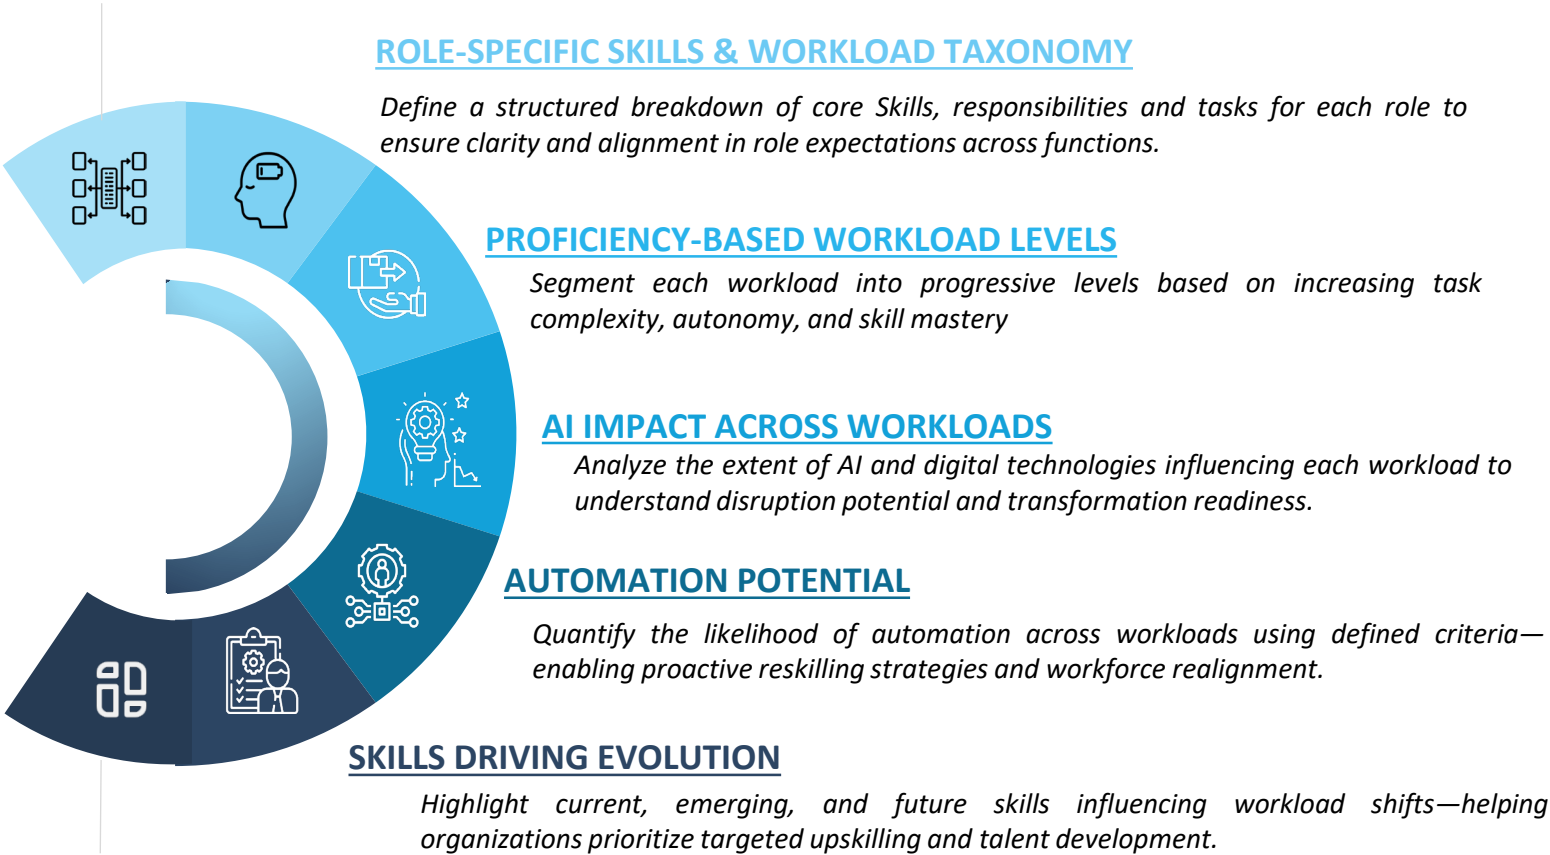 ROLE-SPECIFIC SKILLS & WORKLOAD TAXONOMY
Define a structured breakdown of core Skills, responsibilities and tasks for each role to
ensure clarity and alignment in role expectations across functions.
PROFICIENCY-BASED WORKLOAD LEVELS
Segment each workload into progressive levels based on increasing task
complexity, autonomy, and skill mastery
AI IMPACT ACROSS WORKLOADS
Analyze the extent of AI and digital technologies influencing each workload to
understand disruption potential and transformation readiness.
AUTOMATION POTENTIAL
Quantify the likelihood of automation across workloads using defined criteria—
enabling proactive reskilling strategies and workforce realignment.
SKILLS DRIVING EVOLUTION
Highlight current, emerging, and future skills influencing workload shifts—helping
organizations prioritize targeted upskilling and talent development.